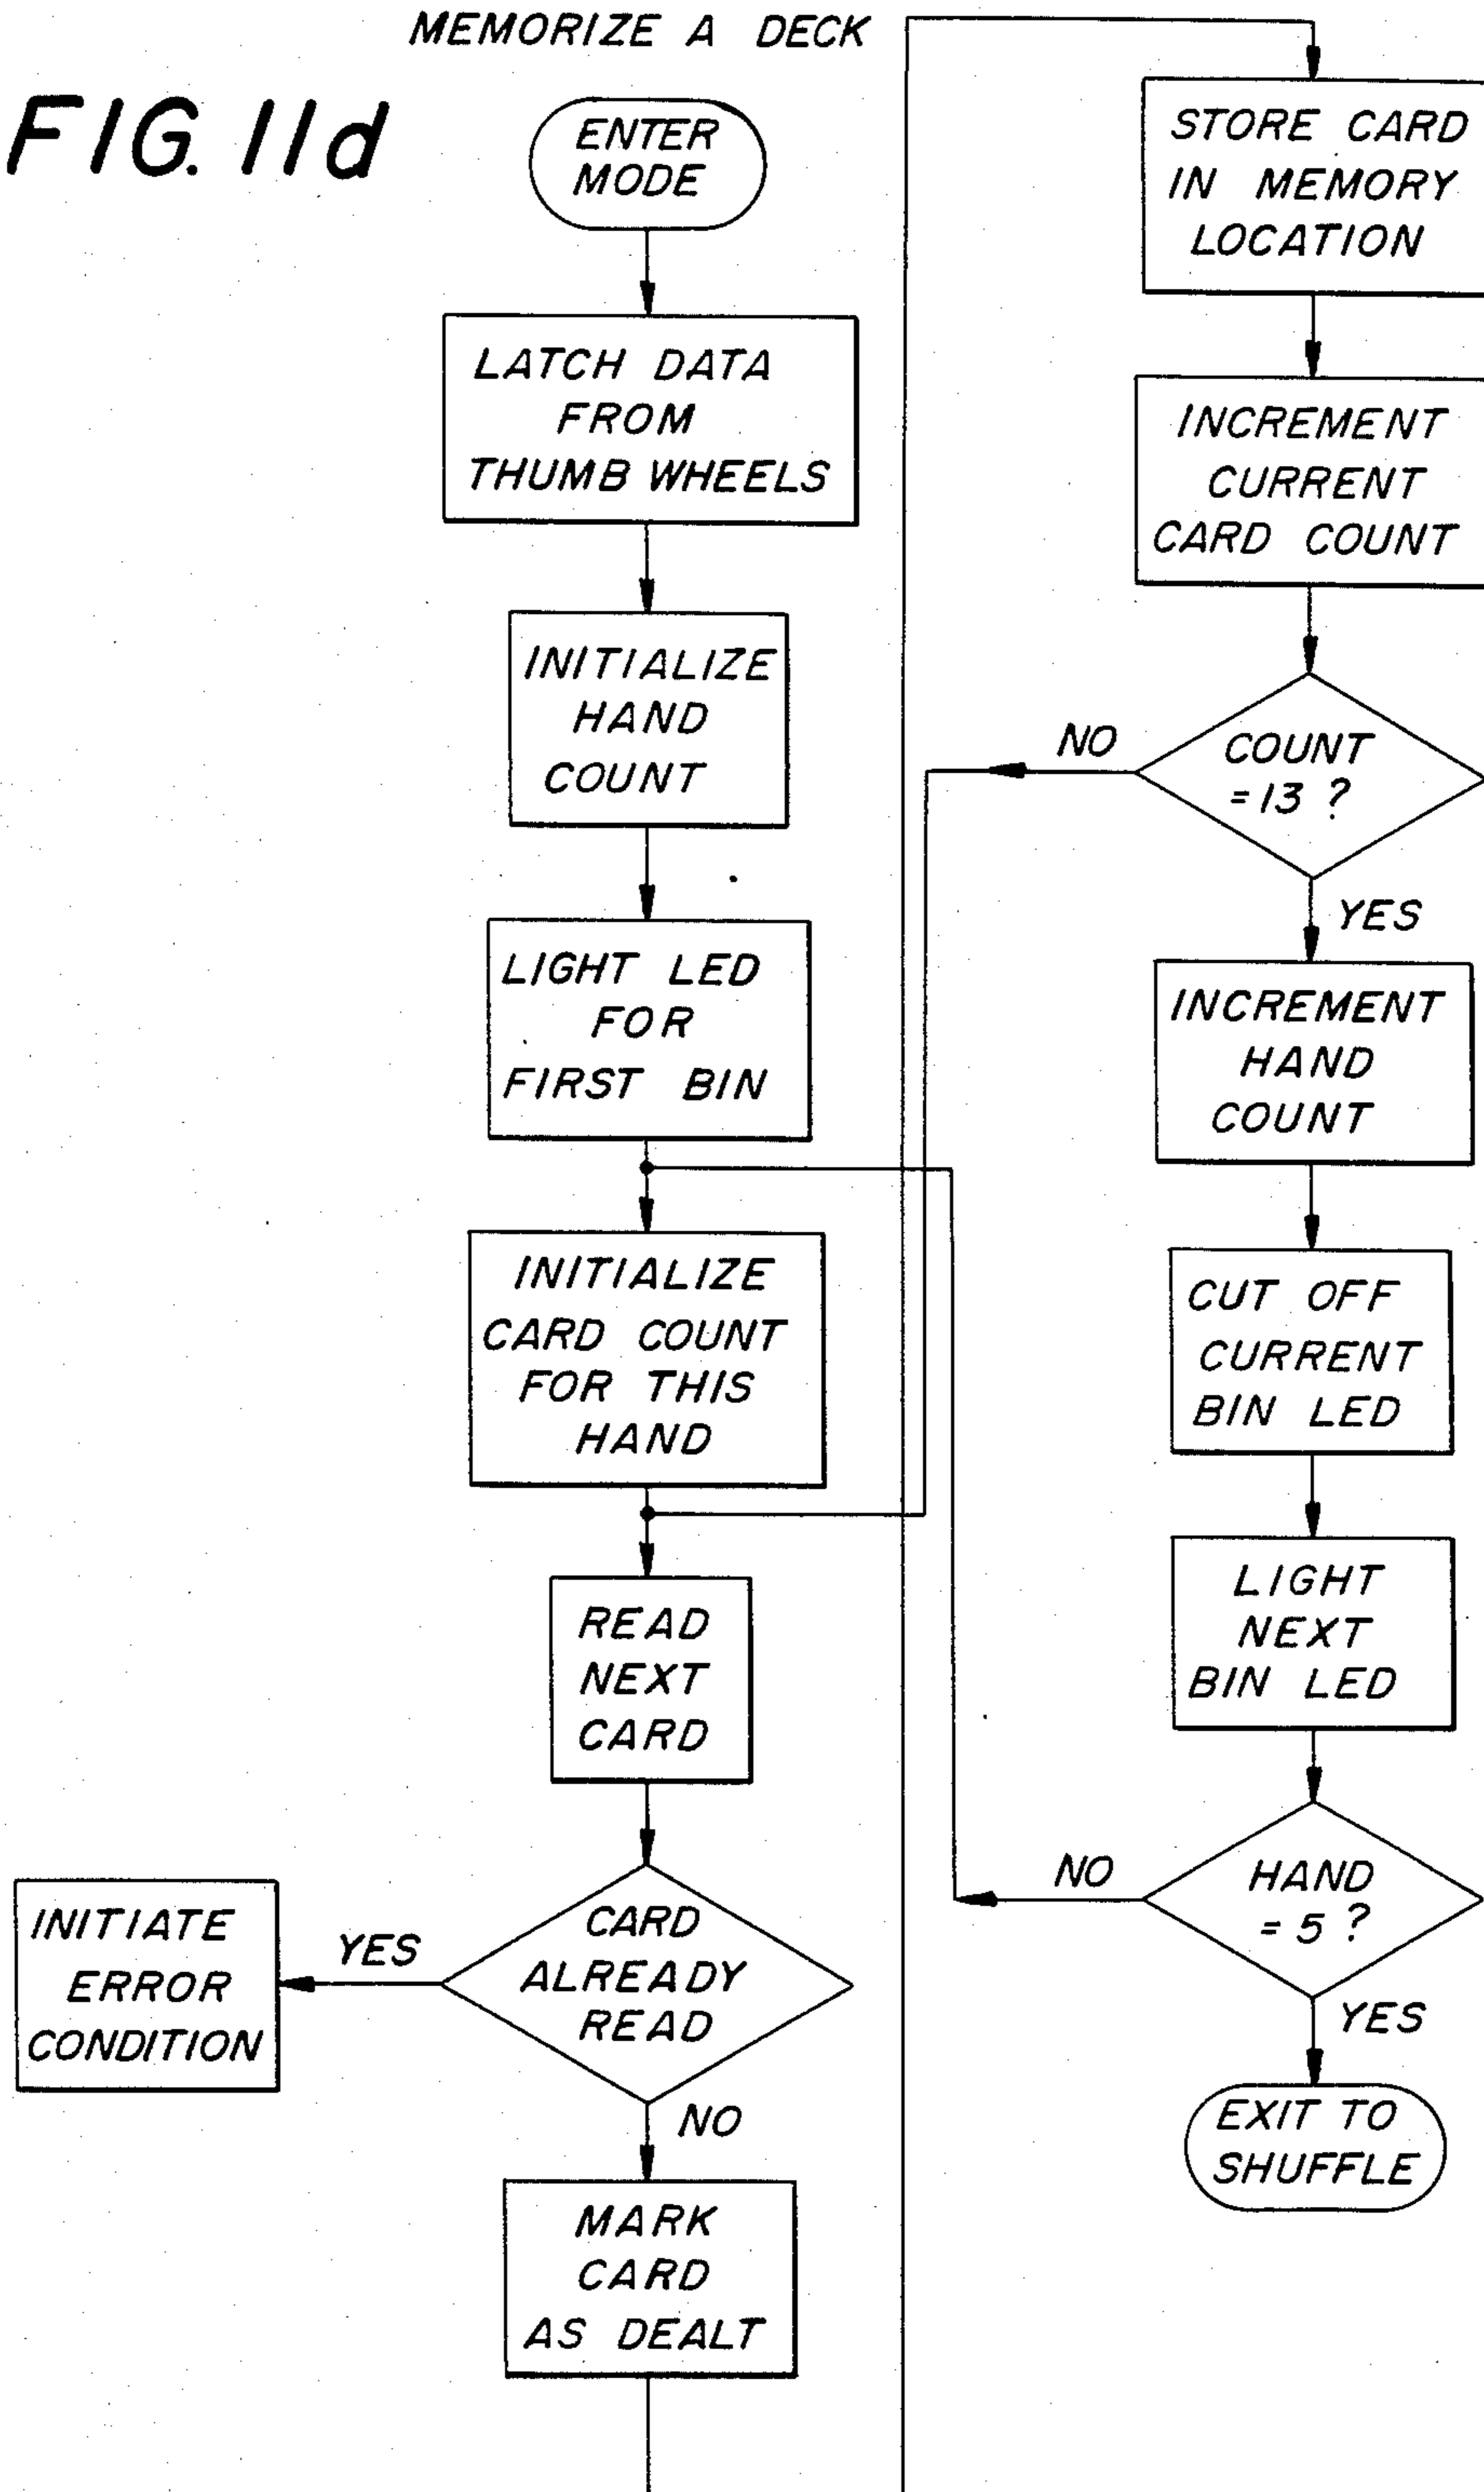 MEMORIZE A DECK
FIG. 11d
ENTER
MODE
LATCH DATA
FROM
THUMB WHEELS
INITIALIZE
HAND
COUNT
LIGHT LED
FOR
FIRST BIN
INITIALIZE
CARD COUNT
FOR THIS
HAND
READ
NEXT
CARD
CARD
ALREADY
READ
YES
INITIATE
ERROR
CONDITION
NO
MARK
CARD
AS DEALT
STORE CARD
IN MEMORY
LOCATION
INCREMENT
CURRENT
CARD COUNT
COUNT
= 13 ?
NO
YES
INCREMENT
HAND
COUNT
CUT OFF
CURRENT
BIN LED
LIGHT
NEXT
BIN LED
HAND
= 5 ?
NO
YES
EXIT TO
SHUFFLE